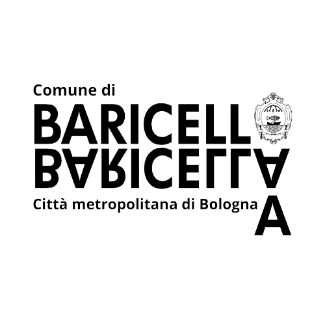 Comune di
BARICELL
BARICELLA
Città metropolitana di Bologna
A